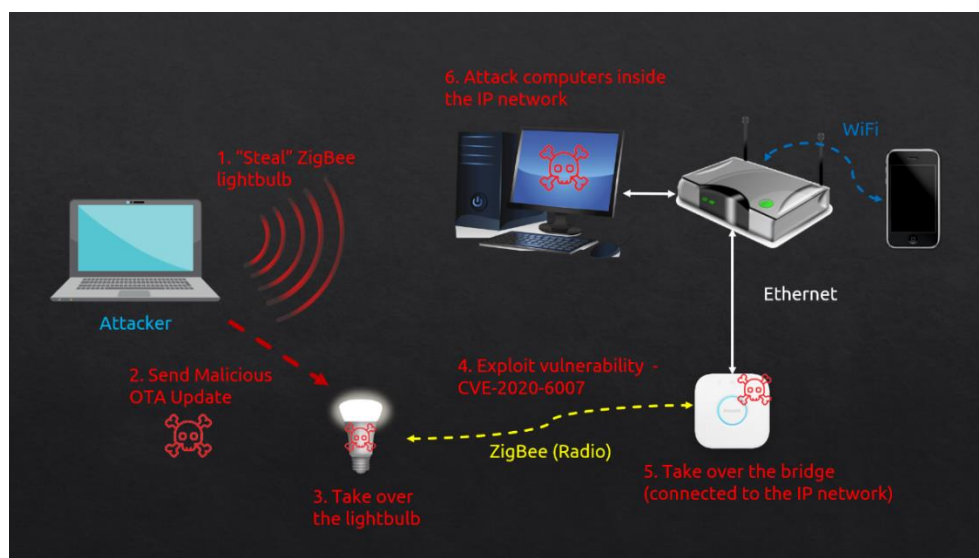 1. "Steal" ZigBee
lightbulb
Attacker
2. Send Malicious
OTA Update
3. Take over
the lightbulb
4. Exploit vulnerability -
CVE-2020-6007
ZigBee (Radio)
5. Take over the bridge
(connected to the IP network)
Ethernet
6. Attack computers inside
the IP network
WiFi